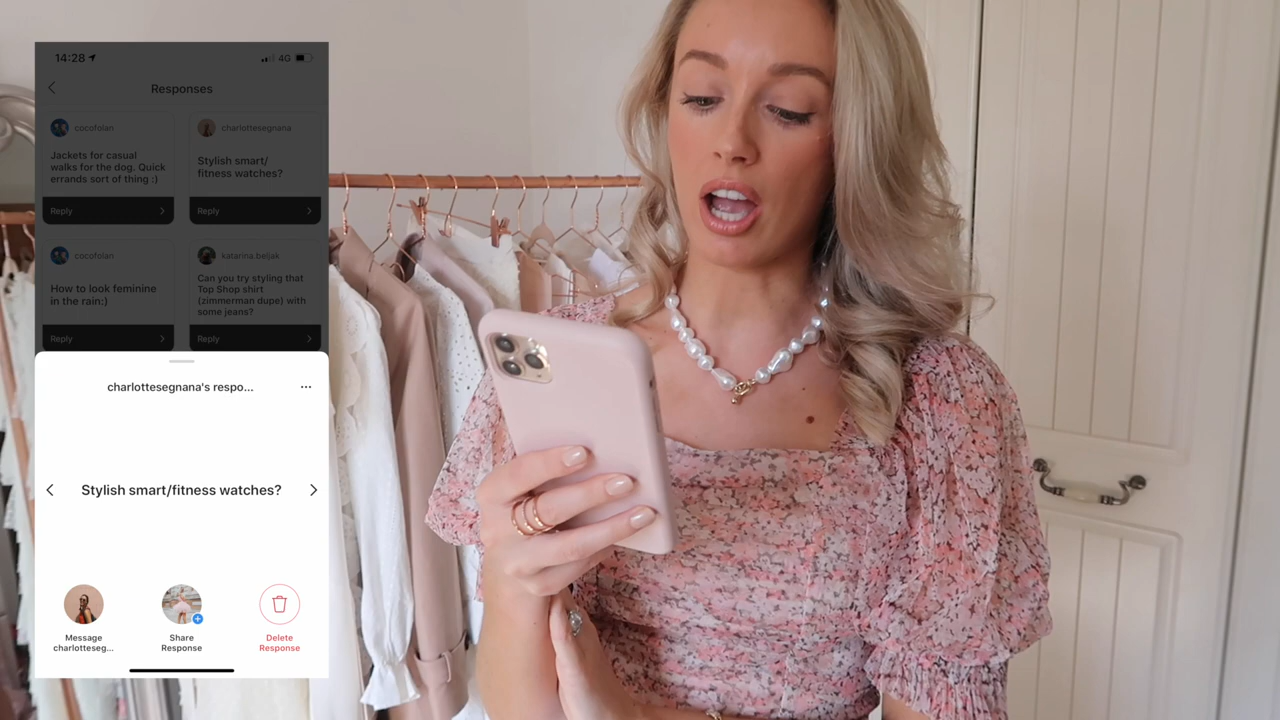 14:28
4G
Responses
cocofolan
Jackets for casual
walks for the dog. Quick
errands sort of thing :)
Reply
charlottesegnana
Stylish smart/
fitness watches?
Reply
cocofolan
How to look feminine
in the rain:)
Reply
katarina.beljak
Can you try styling that
Top Shop shirt
(zimmerman dupe) with
some jeans?
Reply
charlottesegnana's respo...
Stylish smart/fitness watches?
Message
charlotteseg...
Share
Response
Delete
Response